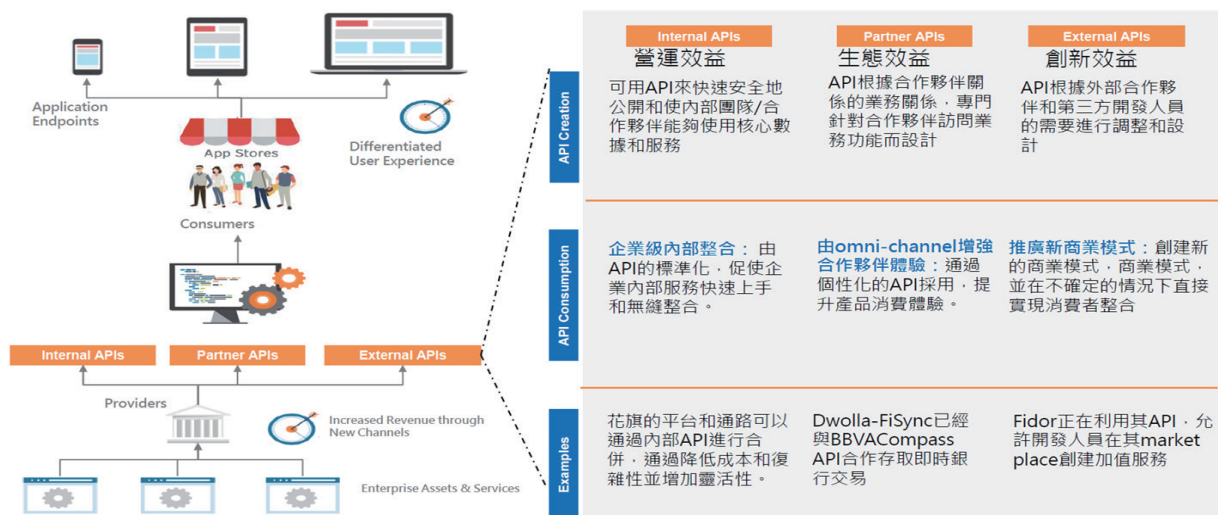 Application
Endpoints
App Stores
Differentiated
User Experience
Consumers
Internal APIs
Partner APIs
External APIs
Providers
Increased Revenue through
New Channels
Enterprise Assets & Services
Internal APIs
Partner APIs
External APIs
API Creation
營運效益
可用API來快速安全地
公開和使內部團隊/合
作夥伴能夠使用核心數
據和服務
生態效益
API根據合作夥伴關
係的業務關係，專門
針對合作夥伴訪問業
務功能而設計
創新效益
API根據外部合作夥
伴和第三方開發人員
的需要進行調整和設
計
API Consumption
企業級內部整合： 由
API的標準化，促使企
業內部服務快速上手
和無縫整合。
由omni-channel增強
合作夥伴體驗：通過
個性化的API採用，提
升產品消費體驗。
推廣新商業模式：創建新
的商業模式，商業模式，
並在不確定的情況下直接
實現消費者整合
Examples
花旗的平台和通路可以
通過內部API進行合
併，通過降低成本和復
雜性並增加靈活性。
Dwolla-FiSync已經
與BBVACompass
API合作存取即時銀
行交易
Fidor正在利用其API，允
許開發人員在其market
place創建加值服務